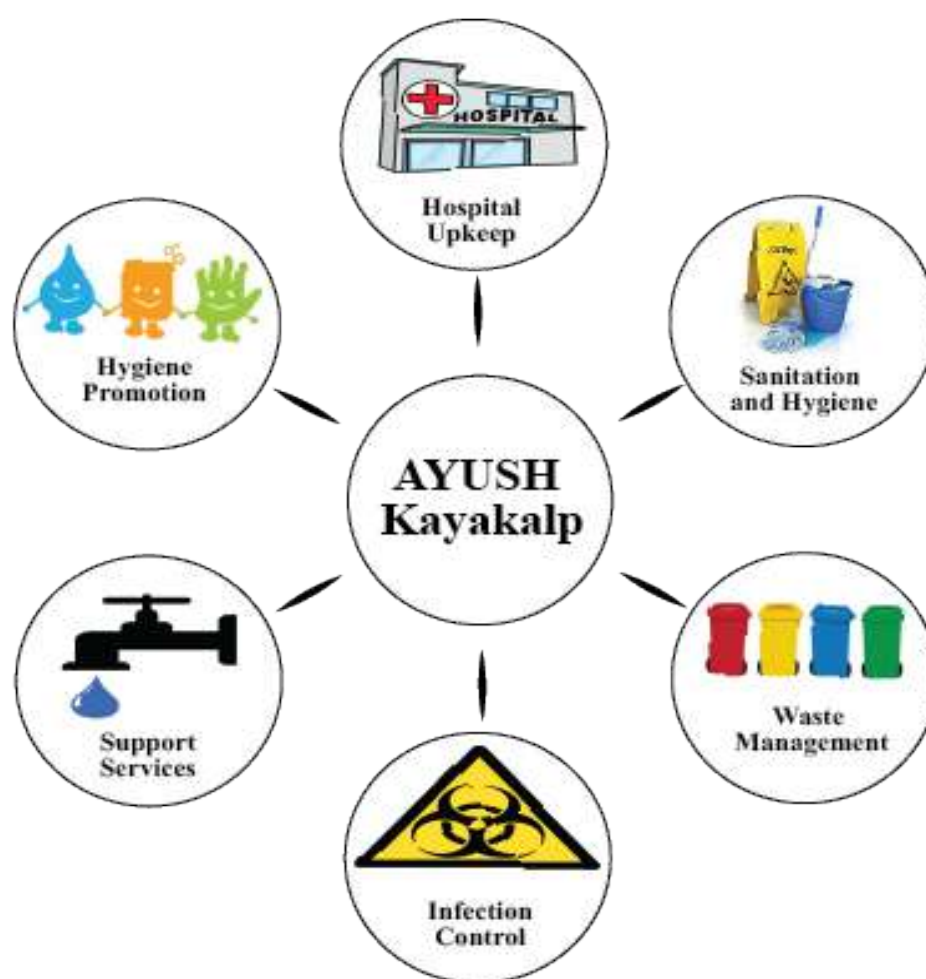 HOSPITAL
Hospital
Upkeep
Hygiene
Promotion
Sanitation
and Hygiene
AYUSH
Kayakalp
Support
Services
Waste
Management
Infection
Control